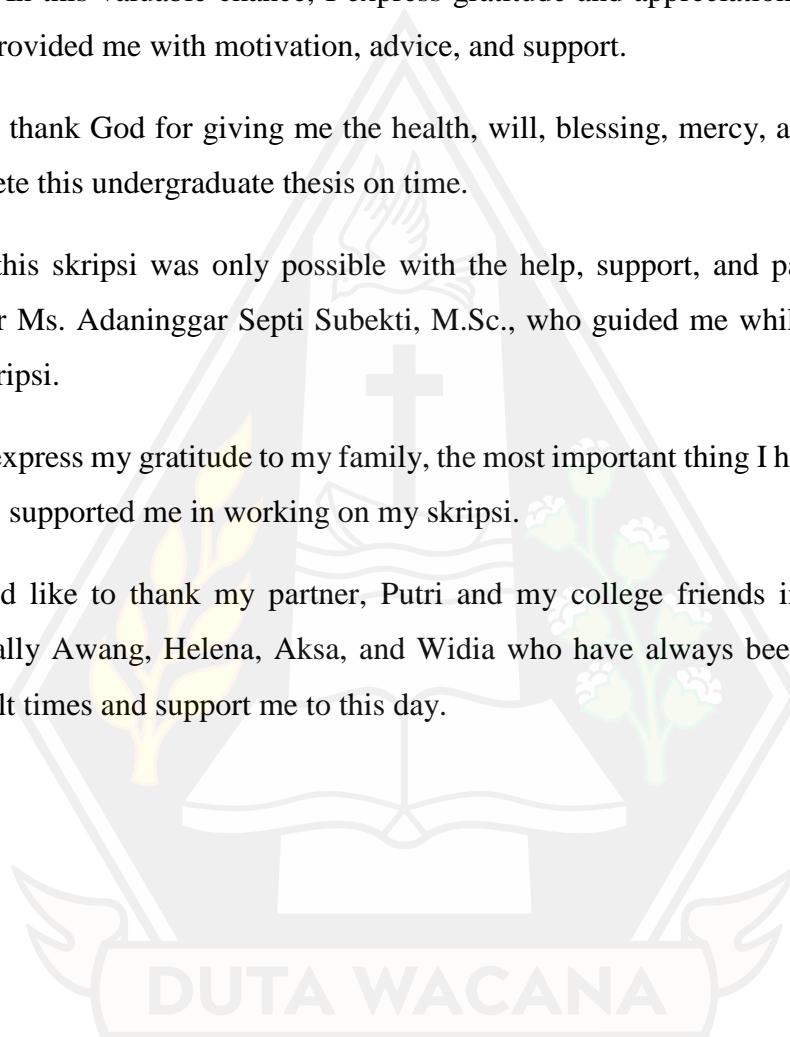 In this valuable chance, I express gratitude and appreciation
rovided me with motivation, advice, and support.
thank God for giving me the health, will, blessing, mercy, a
ete this undergraduate thesis on time.
this skripsi was only possible with the help, support, and pa
r Ms. Adaninggar Septi Subekti, M.Sc., who guided me whil
ripsi.
express my gratitude to my family, the most important thing I h
supported me in working on my skripsi.
d like to thank my partner, Putri and my college friends i
ally Awang, Helena, Aksa, and Widia who have always bee
lt times and support me to this day.
DUTA WACANA